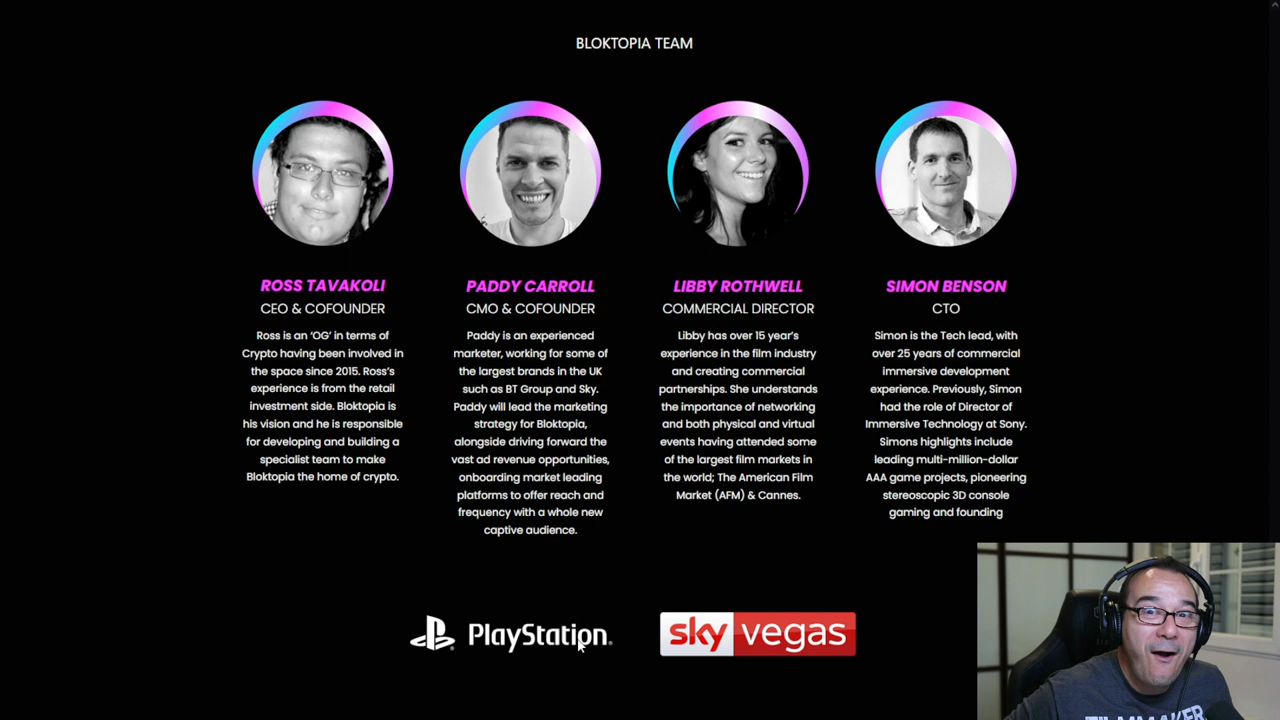 BLOKTOPIA TEAM
ROSS TAVAKOLI
CEO & COFOUNDER
Ross is an ‘OG’ in terms of
Crypto having been involved in
the space since 2015. Ross’s
experience is from the retail
investment side. Bloktopia is
his vision and he is responsible
for developing and building a
specialist team to make
Bloktopia the home of crypto.
PADDY CARROLL
CMO & COFOUNDER
Paddy is an experienced
marketer, working for some of
the largest brands in the UK
such as BT Group and Sky.
Paddy will lead the marketing
strategy for Bloktopia,
alongside driving forward the
vast ad revenue opportunities,
onboarding market leading
platforms to offer reach and
frequency with a whole new
captive audience.
LIBBY ROTHWELL
COMMERCIAL DIRECTOR
Libby has over 15 year’s
experience in the film industry
and creating commercial
partnerships. She understands
the importance of networking
and both physical and virtual
events having attended some
of the largest film markets in
the world; The American Film
Market (AFM) & Cannes.
SIMON BENSON
CTO
Simon is the Tech lead, with
over 25 years of commercial
immersive development
experience. Previously, Simon
had the role of Director of
Immersive Technology at Sony.
Simons highlights include
leading multi-million-dollar
AAA game projects, pioneering
stereoscopic 3D console
gaming and founding
PlayStation®
sky vegas
FILMMAKER